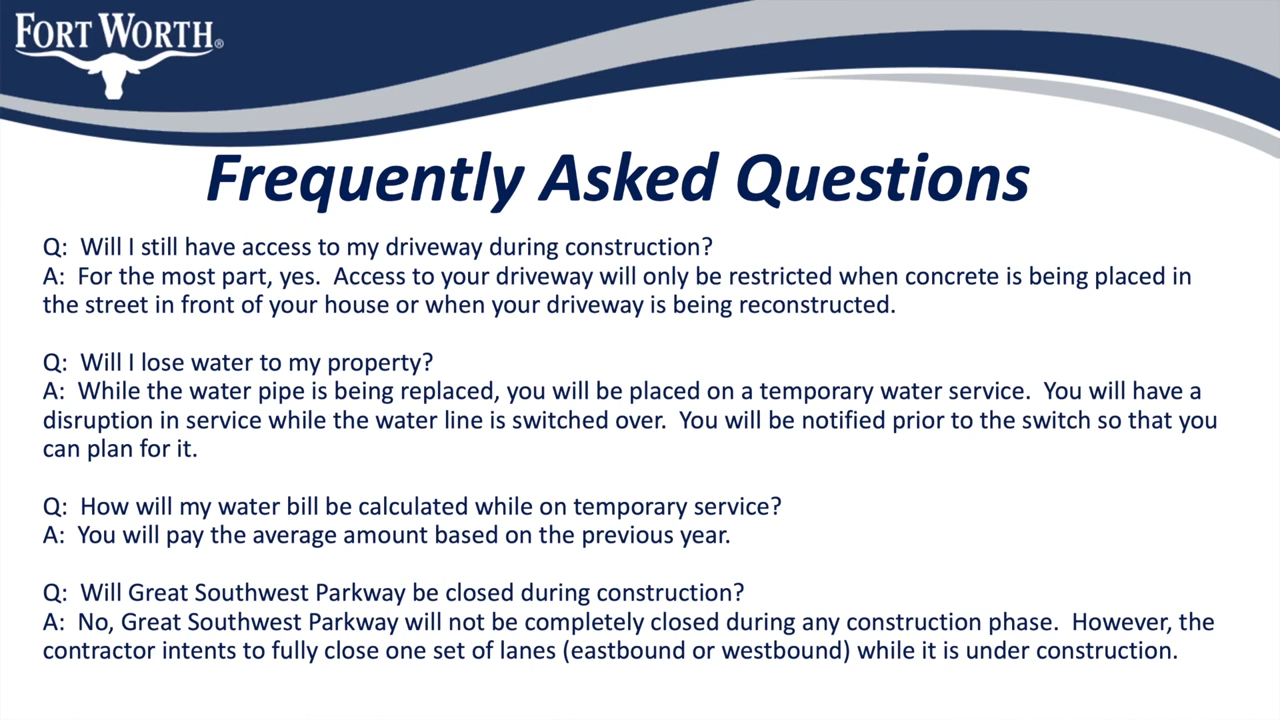 FORT WORTH®
Frequently Asked Questions
Q:  Will I still have access to my driveway during construction?
A:  For the most part, yes.  Access to your driveway will only be restricted when concrete is being placed in
the street in front of your house or when your driveway is being reconstructed.
Q:  Will I lose water to my property?
A:  While the water pipe is being replaced, you will be placed on a temporary water service.  You will have a
disruption in service while the water line is switched over.  You will be notified prior to the switch so that you
can plan for it.
Q:  How will my water bill be calculated while on temporary service?
A:  You will pay the average amount based on the previous year.
Q:  Will Great Southwest Parkway be closed during construction?
A:  No, Great Southwest Parkway will not be completely closed during any construction phase.  However, the
contractor intents to fully close one set of lanes (eastbound or westbound) while it is under construction.